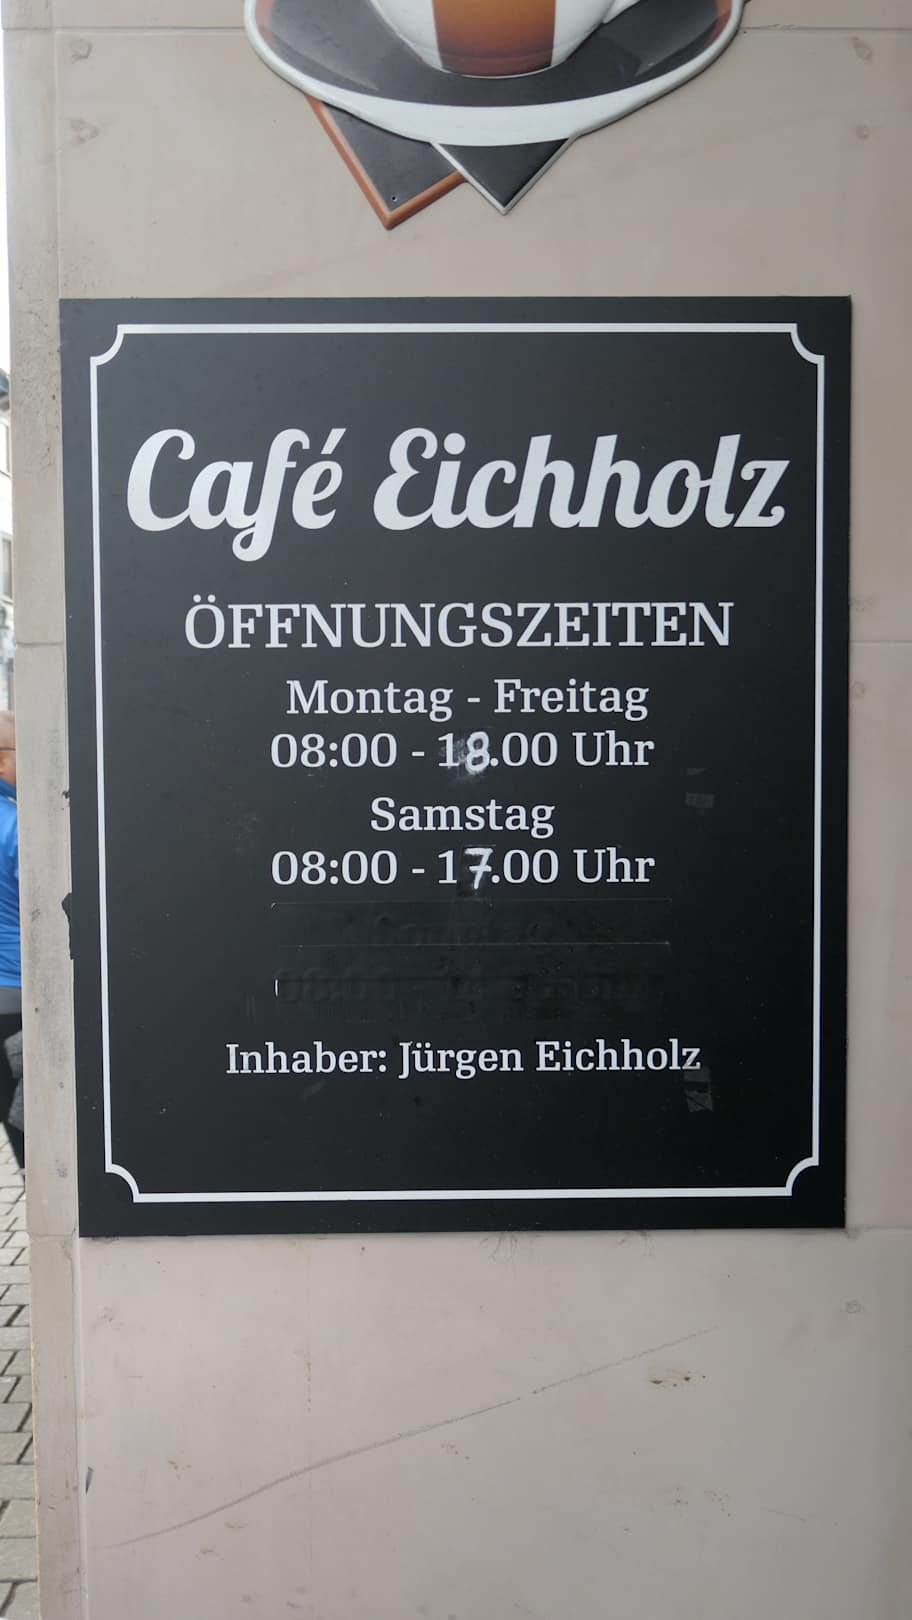 Café Eichholz
ÖFFNUNGSZEITEN
Montag - Freitag
08:00 - 18.00 Uhr
Samstag
08:00 - 17.00 Uhr
Inhaber: Jürgen Eichholz